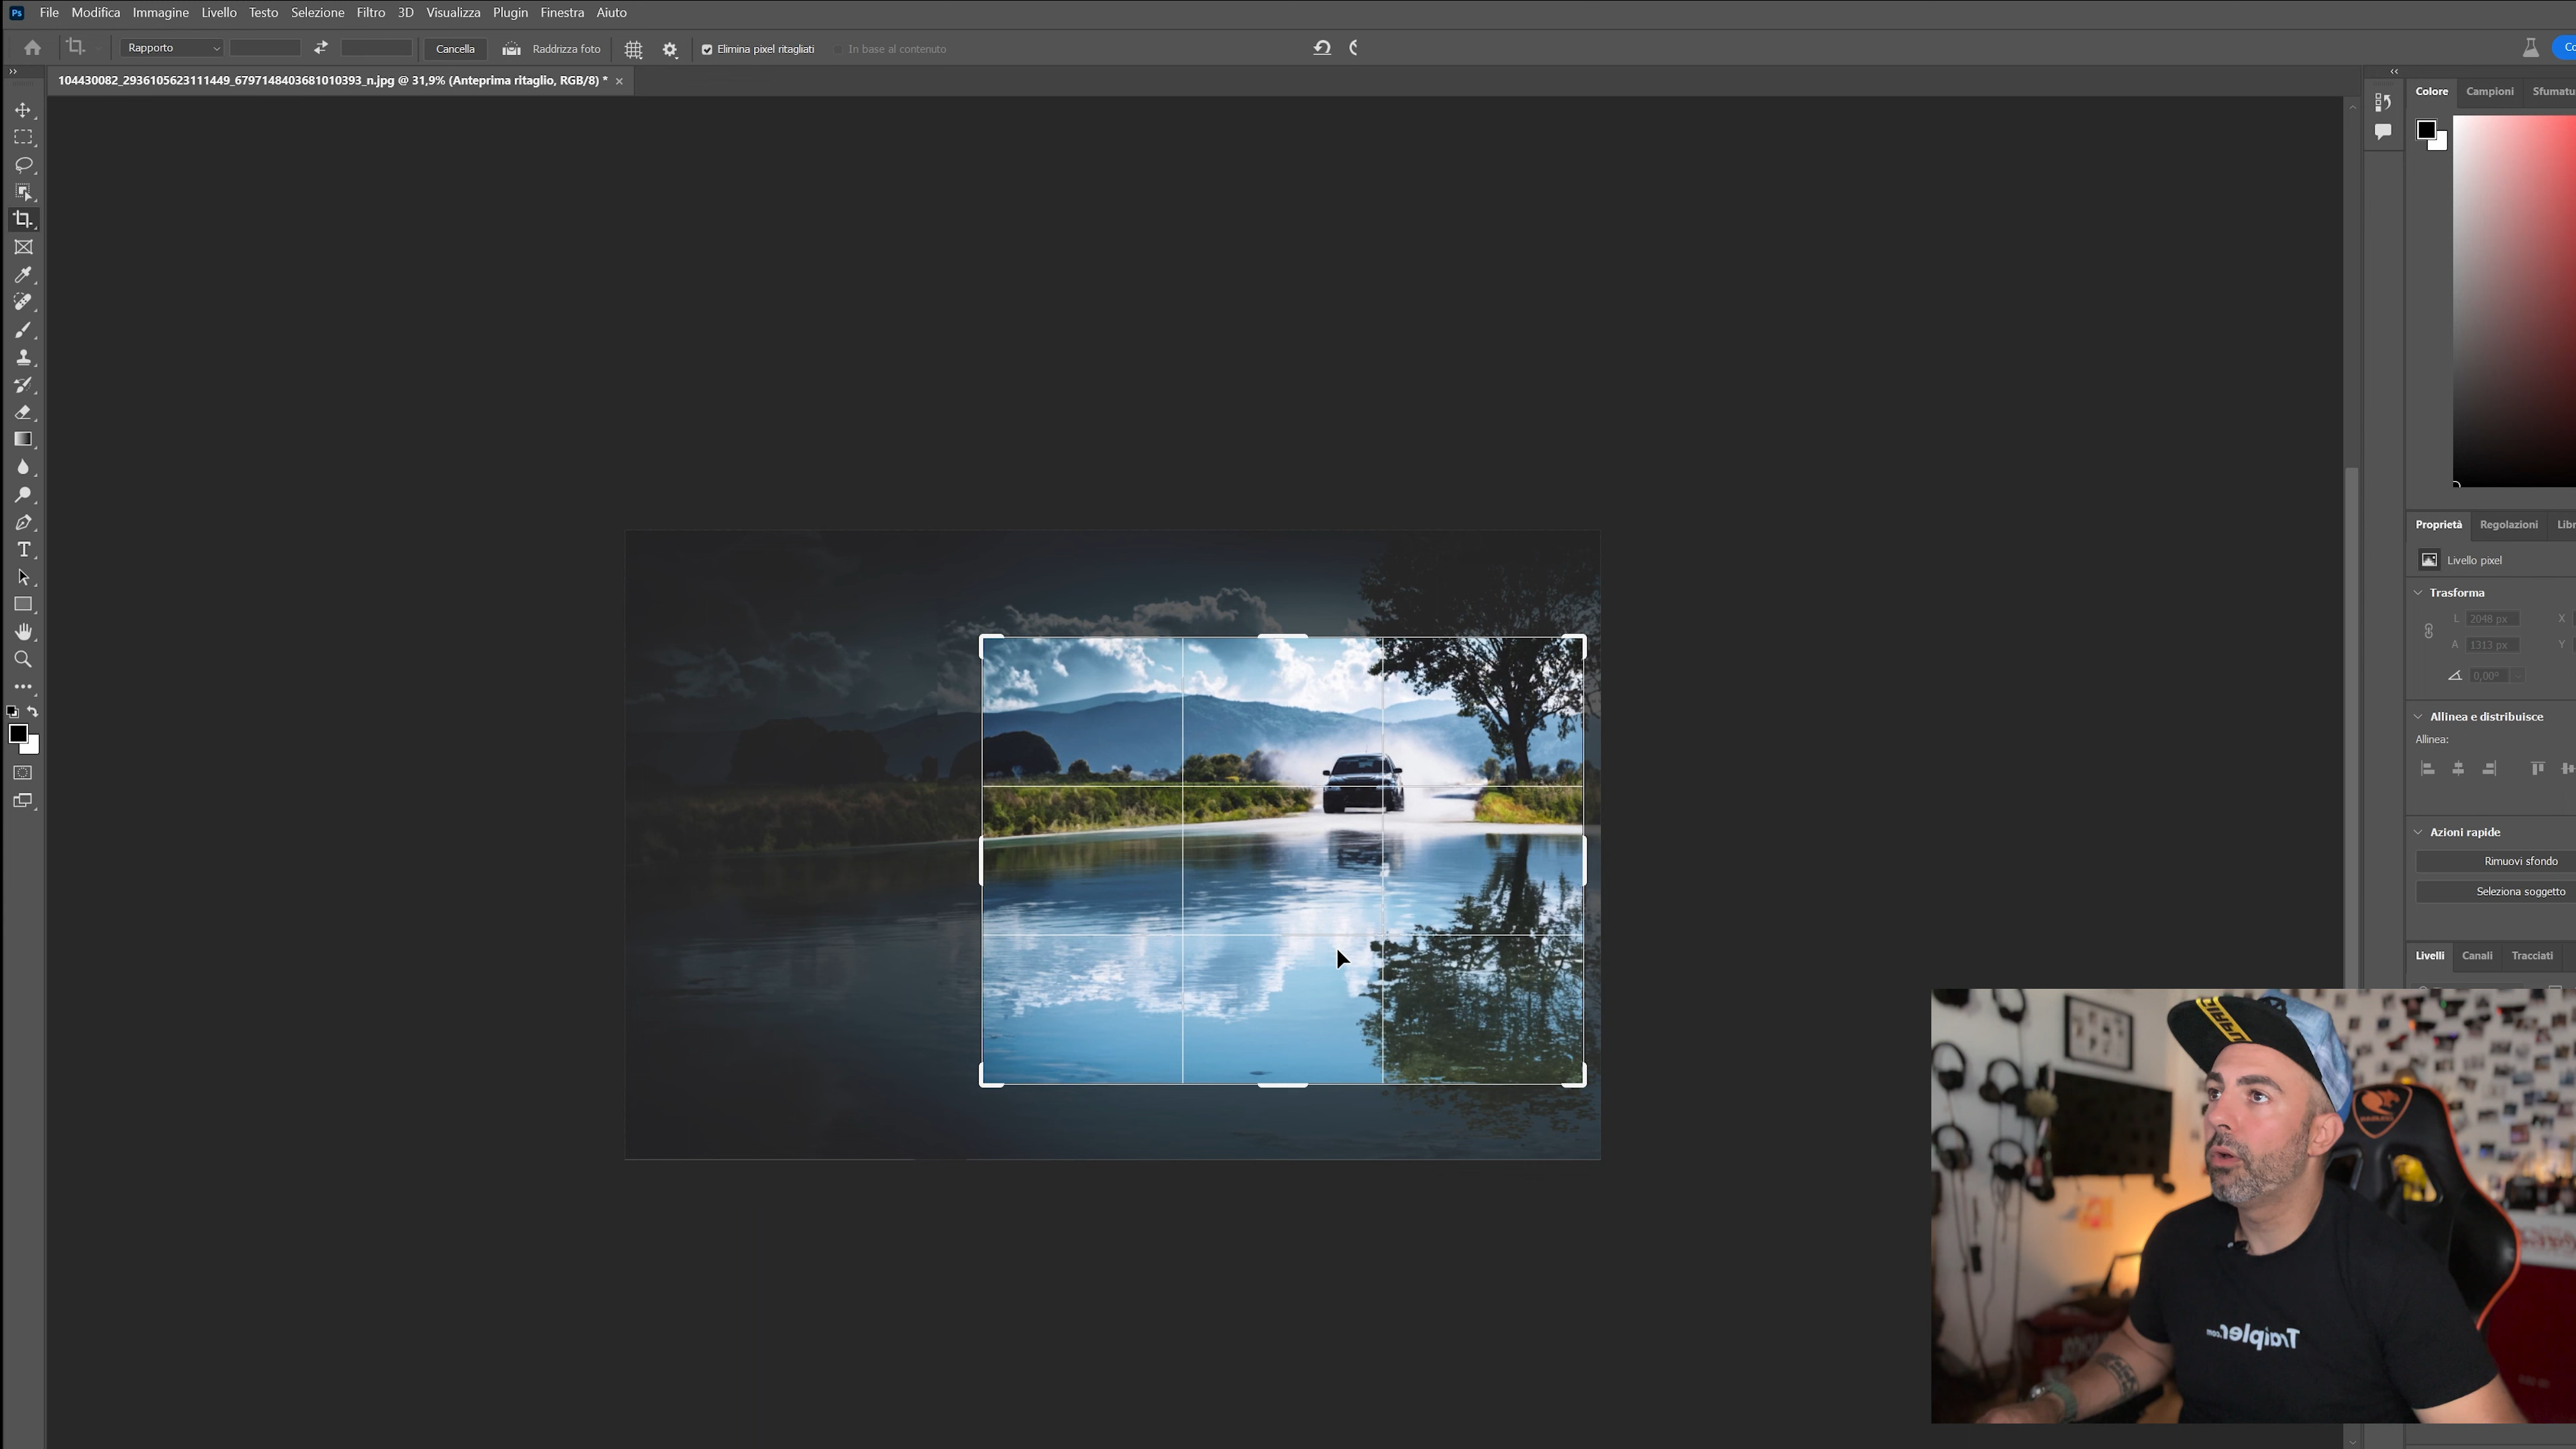 Ps File Modifica Immagine Livello Testo Selezione Filtro 3D Visualizza Plugin Finestra Aiuto
Rapporto Cancella Raddrizza foto Elimina pixel ritagliati In base al contenuto
104430082_2936105623111449_6797148403681010393_n.jpg @ 31,9% (Anteprima ritaglio, RGB/8) * ×
Colore Campioni
Proprietà Regolazioni
Livello pixel
Trasforma
L 2048 px X
A 1313 px Y
0,00°
Allinea e distribuisce
Allinea:
Azioni rapide
Rimuovi sfondo
Seleziona soggetto
Livelli Canali Tracciati
Traipler.com